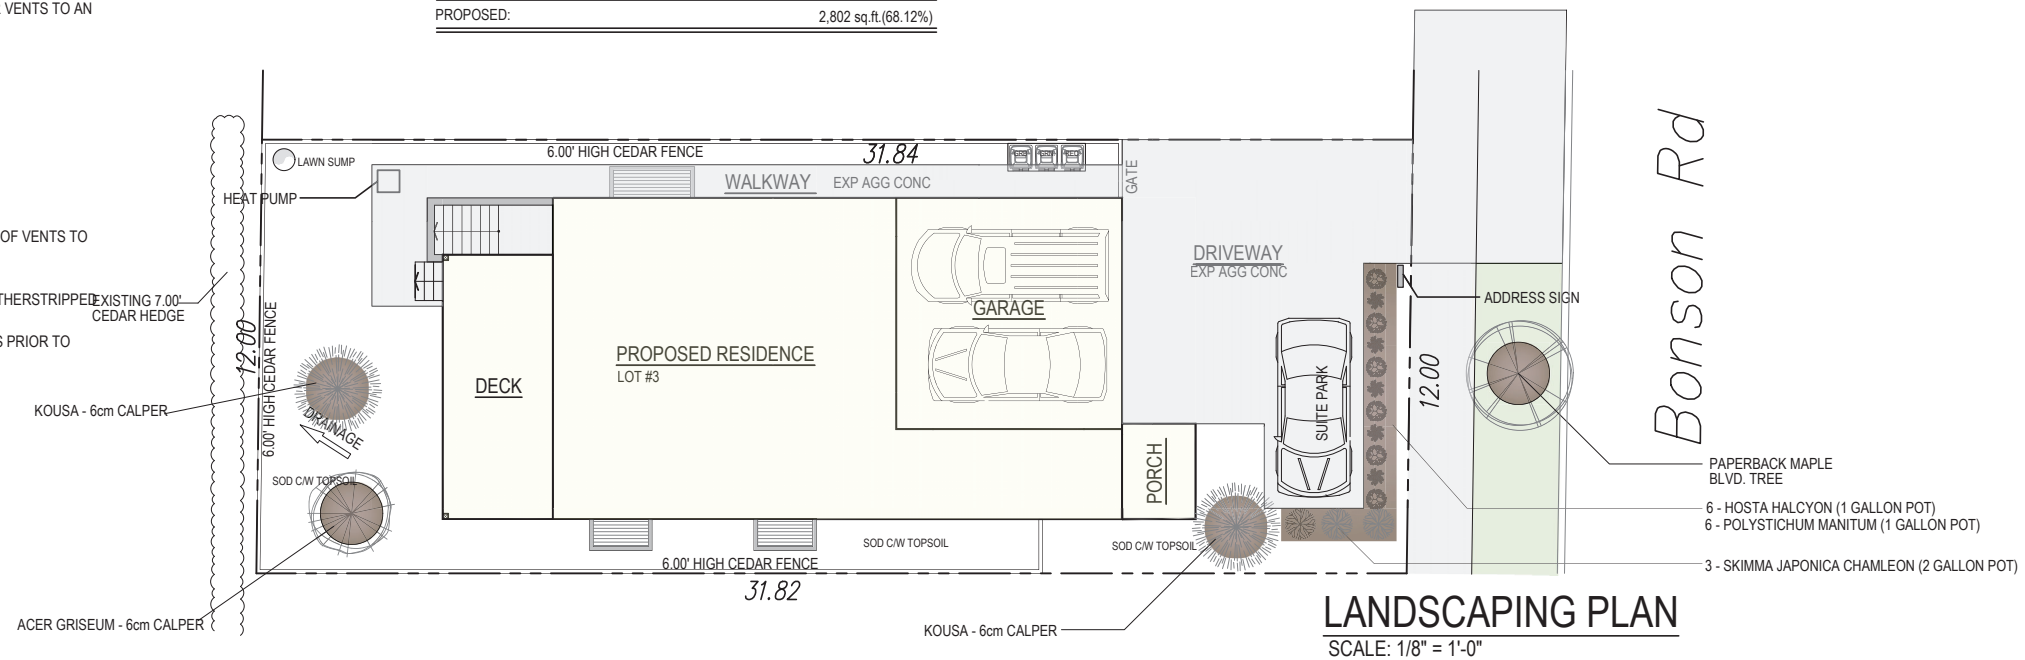 VENTS TO AN
PROPOSED: 2,802 sq.ft.(68.12%)
LAWN SUMP
6.00' HIGH CEDAR FENCE
31.84
HEAT PUMP
WALKWAY EXP AGG CONC
GATE
OF VENTS TO
THERSTRIPPED
EXISTING 7.00'
CEDAR HEDGE
S PRIOR TO
12.00
6.00' HIGH CEDAR FENCE
KOUSA - 6cm CALPER
DRAINAGE
SOD C/W TOPSOIL
ACER GRISEUM - 6cm CALPER
DECK
PROPOSED RESIDENCE
LOT #3
GARAGE
DRIVEWAY
EXP AGG CONC
SUITE PARK
PORCH
ADDRESS SIGN
12.00
Bonson Rd
PAPERBACK MAPLE
BLVD. TREE
6 - HOSTA HALCYON (1 GALLON POT)
6 - POLYSTICHUM MANITUM (1 GALLON POT)
3 - SKIMMA JAPONICA CHAMLEON (2 GALLON POT)
SOD C/W TOPSOIL
SOD C/W TOPSOIL
6.00' HIGH CEDAR FENCE
31.82
KOUSA - 6cm CALPER
LANDSCAPING PLAN
SCALE: 1/8" = 1'-0"